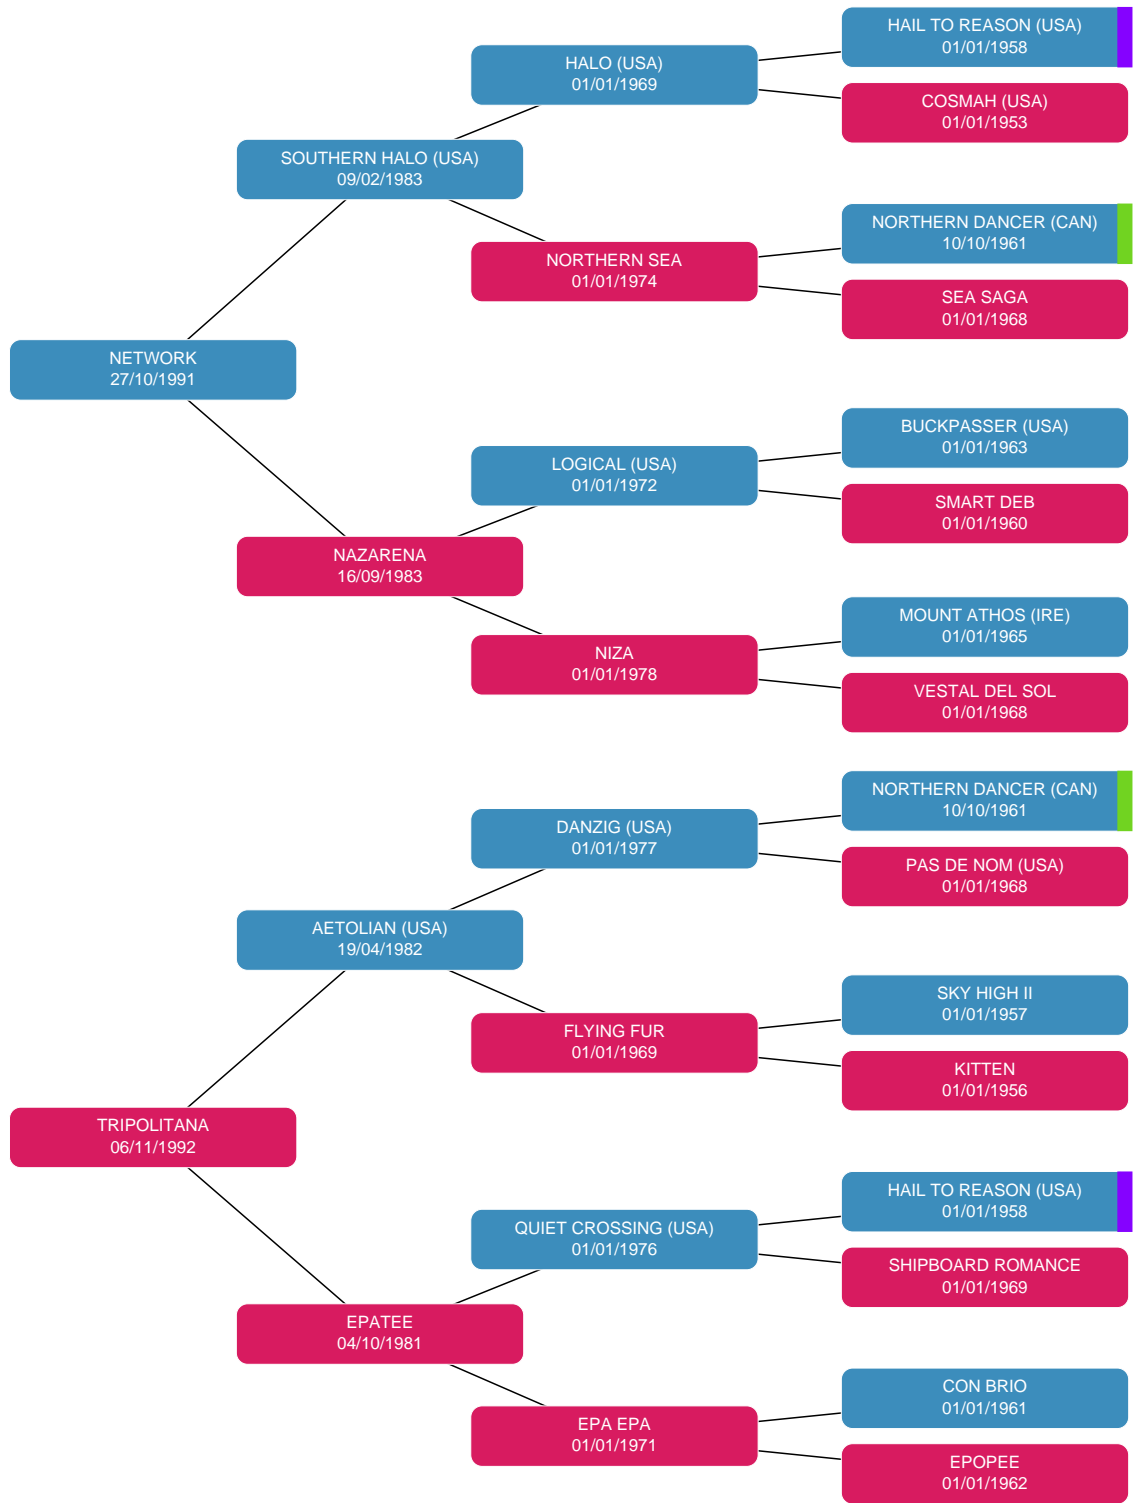 HAIL TO REASON (USA)
01/01/1958
HALO (USA)
01/01/1969
COSMAH (USA)
01/01/1953
SOUTHERN HALO (USA)
09/02/1983
NORTHERN DANCER (CAN)
10/10/1961
NORTHERN SEA
01/01/1974
SEA SAGA
01/01/1968
NETWORK
27/10/1991
BUCKPASSER (USA)
01/01/1963
LOGICAL (USA)
01/01/1972
SMART DEB
01/01/1960
NAZARENA
16/09/1983
MOUNT ATHOS (IRE)
01/01/1965
NIZA
01/01/1978
VESTAL DEL SOL
01/01/1968
NORTHERN DANCER (CAN)
10/10/1961
DANZIG (USA)
01/01/1977
PAS DE NOM (USA)
01/01/1968
AETOLIAN (USA)
19/04/1982
SKY HIGH II
01/01/1957
FLYING FUR
01/01/1969
KITTEN
01/01/1956
TRIPOLITANA
06/11/1992
HAIL TO REASON (USA)
01/01/1958
QUIET CROSSING (USA)
01/01/1976
SHIPBOARD ROMANCE
01/01/1969
EPATEE
04/10/1981
CON BRIO
01/01/1961
EPA EPA
01/01/1971
EPOPEE
01/01/1962